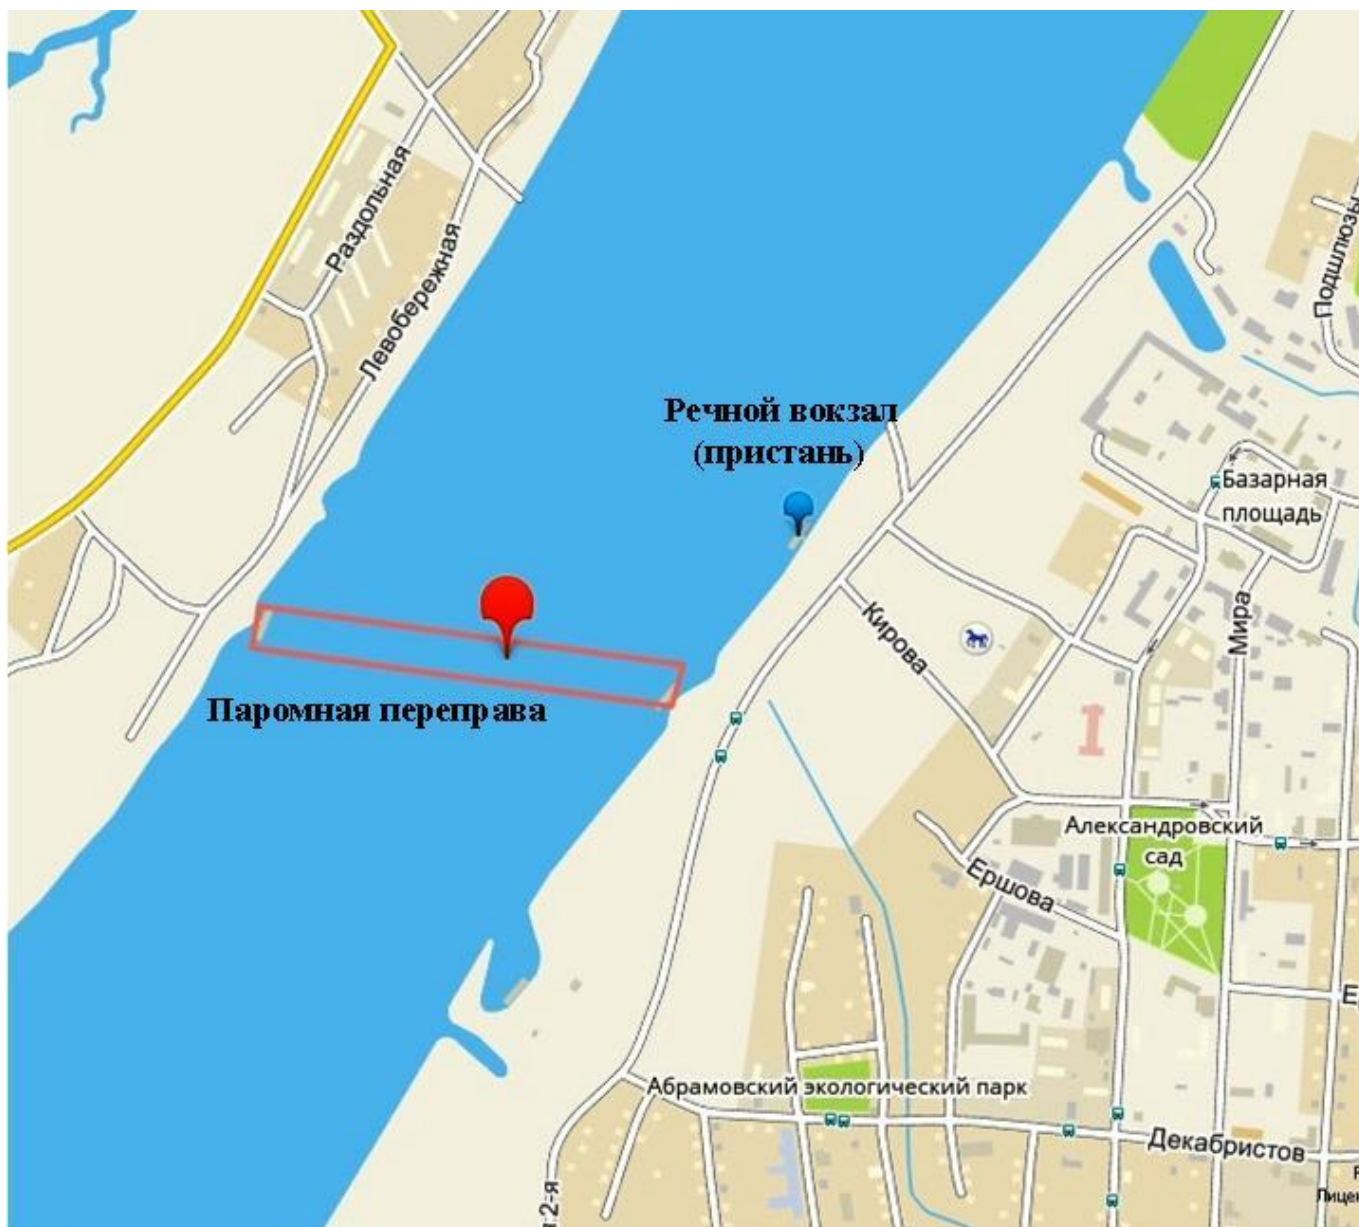 Раздольная
Левобережная
Подшлюзы
Речной вокзал
(пристань)
Базарная
площадь
Кирова
Мира
Паромная переправа
Александровский
сад
Ершова
Абрамовский экологический парк
Декабристов
2-я